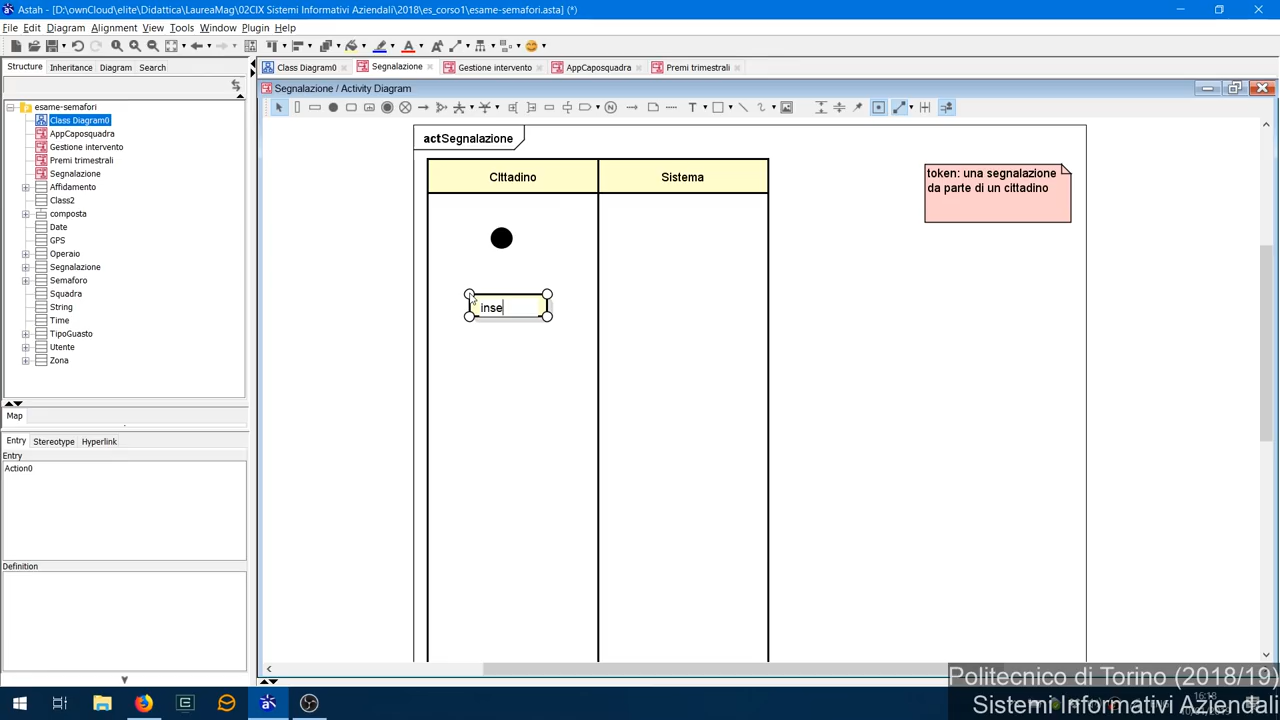 Astah - [D:\ownCloud\elite\Didattica\LaureaMag\02CIX Sistemi Informativi Aziendali\2018\es_corso1\esame-semafori.asta] (*)
File Edit Diagram Alignment View Tools Window Plugin Help
Structure Inheritance Diagram Search
Class Diagram0 Segnalazione Gestione intervento AppCaposquadra Premi trimestrali
Segnalazione / Activity Diagram
esame-semafori
Class Diagram0
AppCaposquadra
Gestione intervento
Premi trimestrali
Segnalazione
Affidamento
Class2
composta
Date
GPS
Operaio
Segnalazione
Semaforo
Squadra
String
Time
TipoGuasto
Utente
Zona
Map
Entry Stereotype Hyperlink
Entry
Action0
Definition
actSegnalazione
CIttadino
Sistema
token: una segnalazione
da parte di un cittadino
inse
Politecnico di Torino (2018/19)
Sistemi Informativi Aziendali
16:18